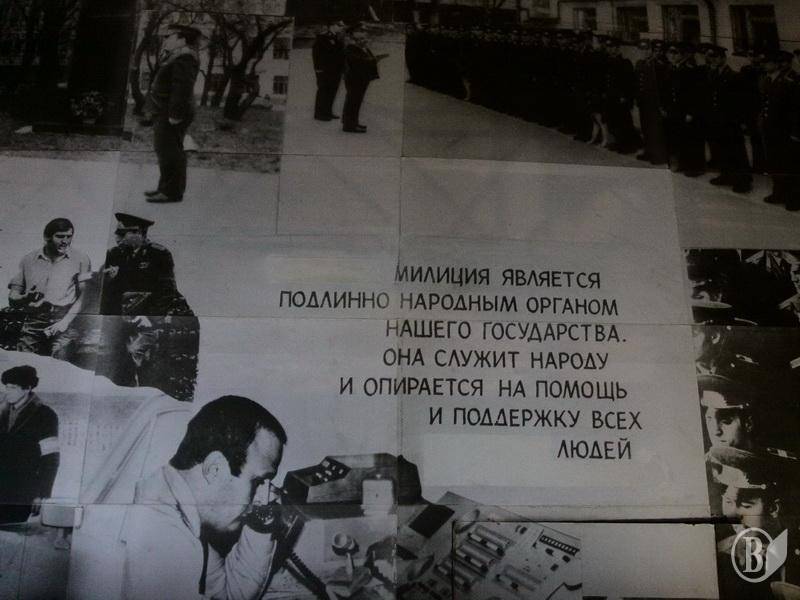 МИЛИЦИЯ ЯВЛЯЕТСЯ
ПОДЛИННО НАРОДНЫМ ОРГАНОМ
НАШЕГО ГОСУДАРСТВА.
ОНА СЛУЖИТ НАРОДУ
И ОПИРАЕТСЯ НА ПОМОЩЬ
И ПОДДЕРЖКУ ВСЕХ
ЛЮДЕЙ
В